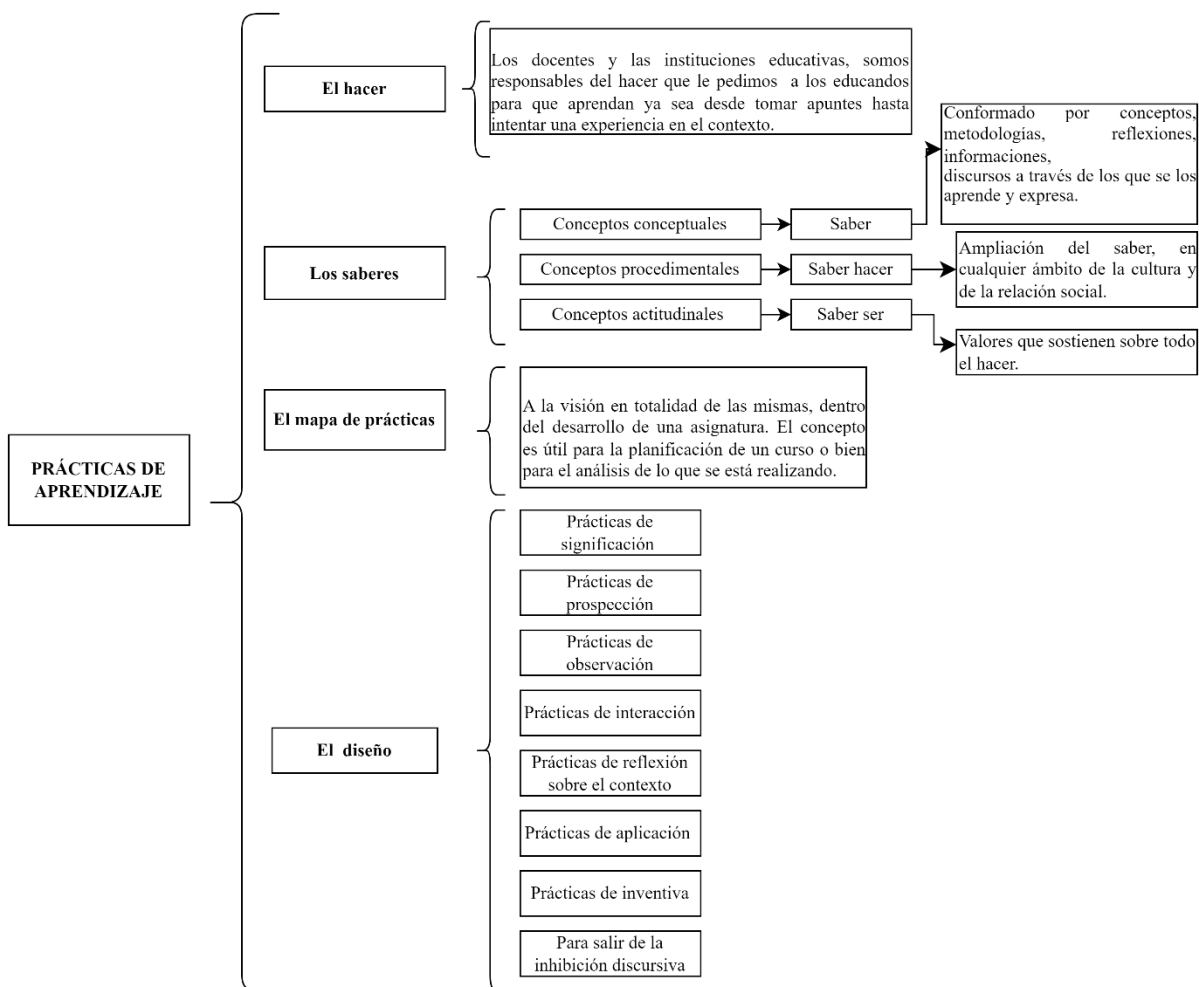 PRÁCTICAS DE
APRENDIZAJE
El hacer
Los docentes y las instituciones educativas, somos
responsables del hacer que le pedimos a los educandos
para que aprendan ya sea desde tomar apuntes hasta
intentar una experiencia en el contexto.
Los saberes
Conceptos conceptuales
Saber
Conformado por conceptos,
metodologías, reflexiones,
informaciones,
discursos a través de los que se los
aprende y expresa.
Conceptos procedimentales
Saber hacer
Ampliación del saber, en
cualquier ámbito de la cultura y
de la relación social.
Conceptos actitudinales
Saber ser
Valores que sostienen sobre todo
el hacer.
El mapa de prácticas
A la visión en totalidad de las mismas, dentro
del desarrollo de una asignatura. El concepto
es útil para la planificación de un curso o bien
para el análisis de lo que se está realizando.
El diseño
Prácticas de
significación
Prácticas de
prospección
Prácticas de
observación
Prácticas de interacción
Prácticas de reflexión
sobre el contexto
Prácticas de aplicación
Prácticas de inventiva
Para salir de la
inhibición discursiva